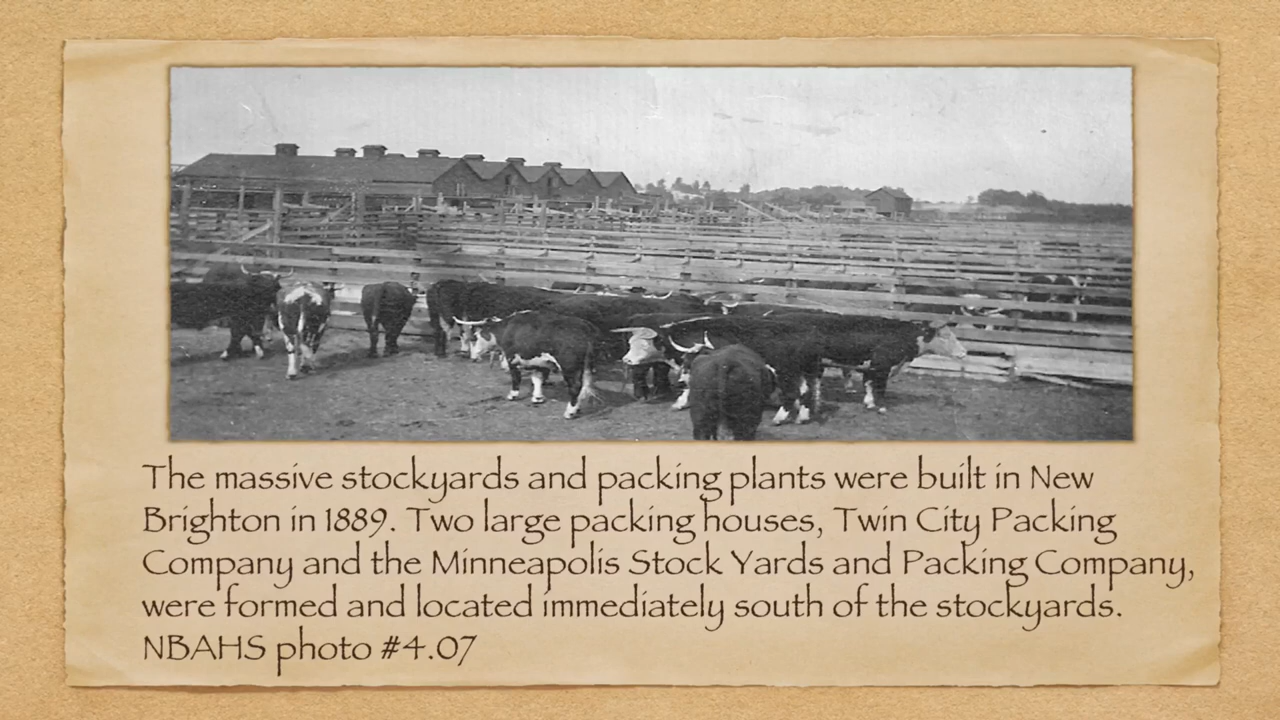 The massive stockyards and packing plants were built in New
Brighton in 1889. Two large packing houses, Twin City Packing
Company and the Minneapolis Stock Yards and Packing Company,
were formed and located immediately south of the stockyards.
NBAHS photo #4.07